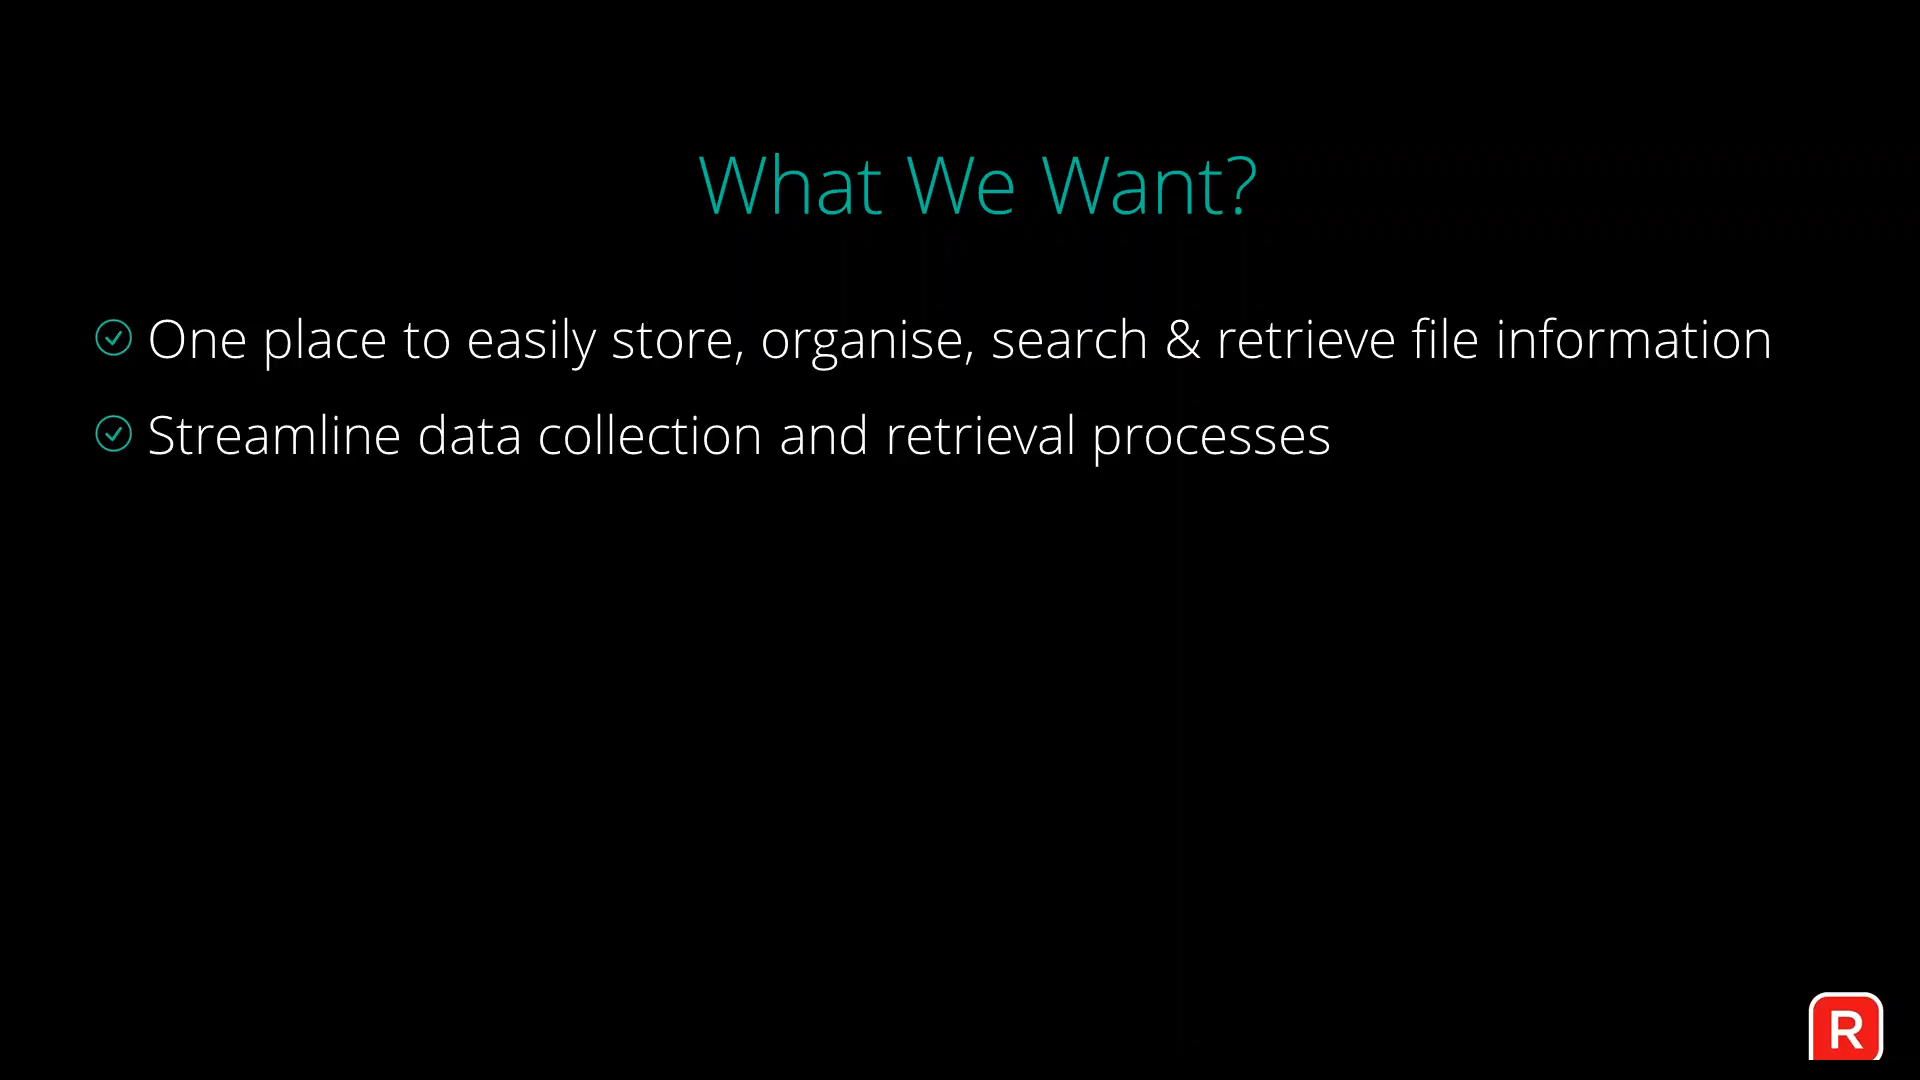 What We Want?
One place to easily store, organise, search & retrieve file information
Streamline data collection and retrieval processes
R